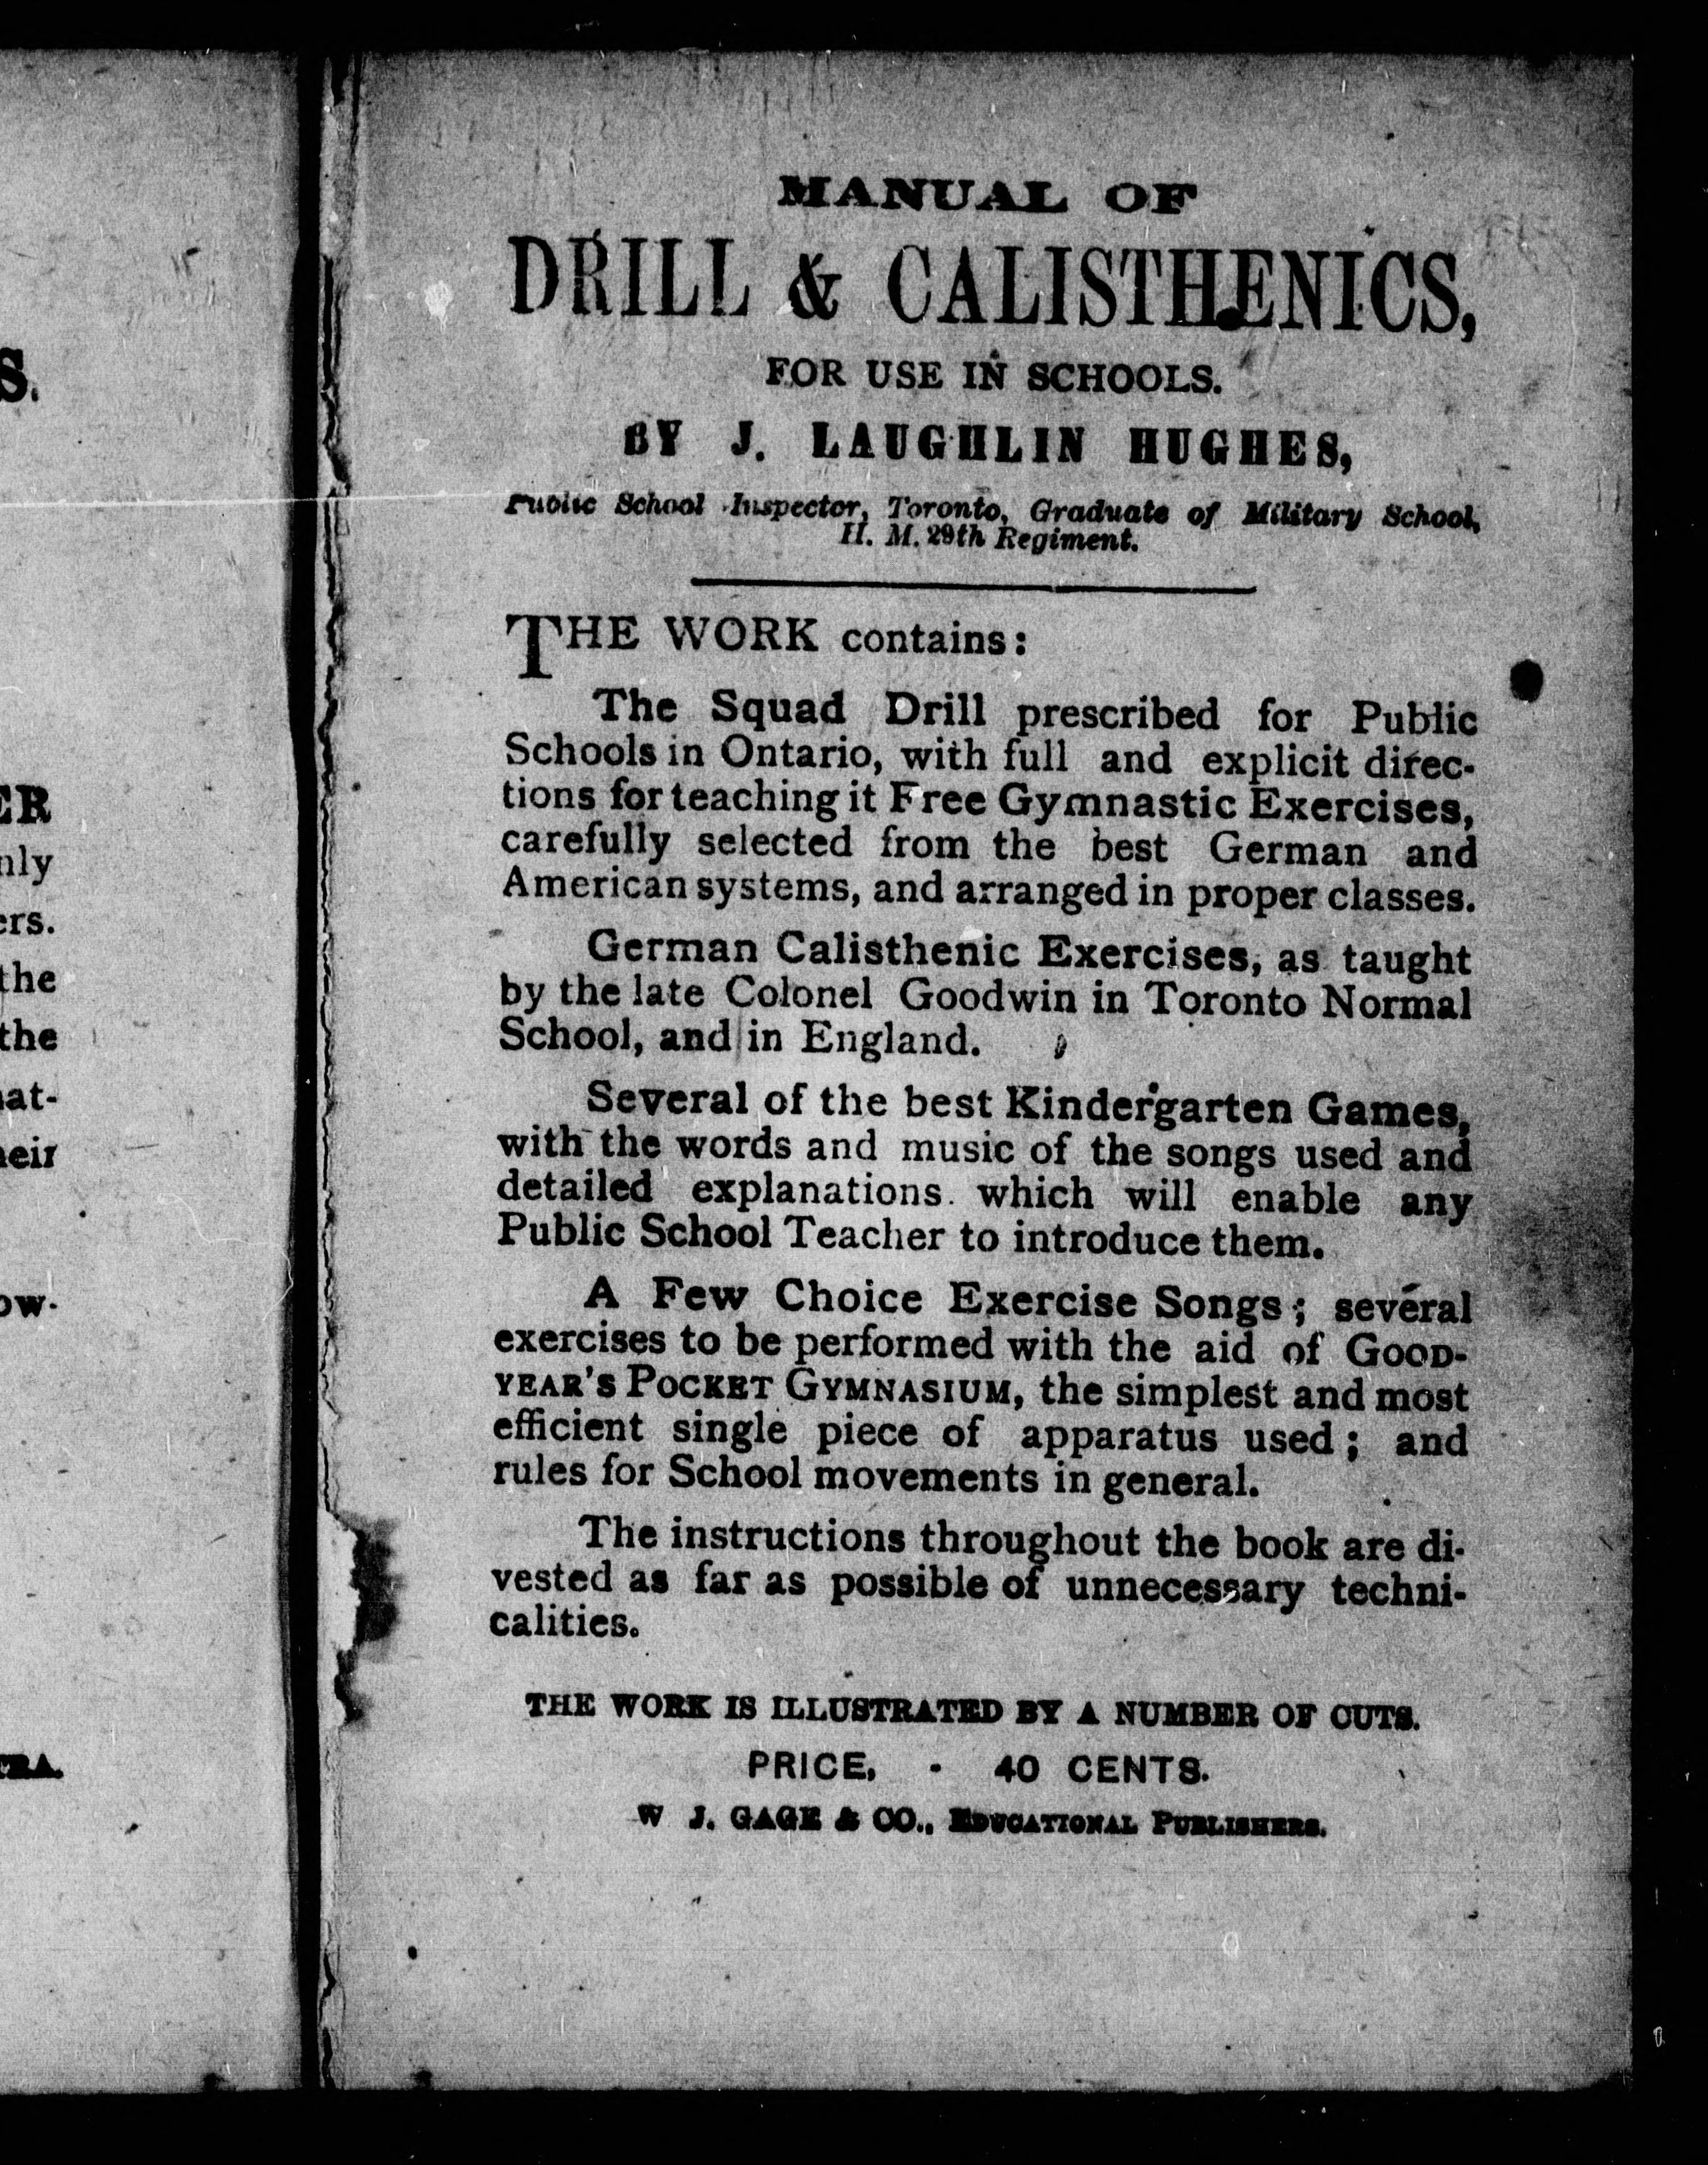 MANUAL OF
DRILL & CALISTHENICS,
FOR USE IN SCHOOLS.
BY J. LAUGHLIN HUGHES,
Public School Inspector, Toronto, Graduate of Military School,
H. M. 29th Regiment.
THE WORK contains:
The Squad Drill prescribed for Public
Schools in Ontario, with full and explicit direc-
tions for teaching it Free Gymnastic Exercises,
carefully selected from the best German and
American systems, and arranged in proper classes.
German Calisthenic Exercises, as taught
by the late Colonel Goodwin in Toronto Normal
School, and in England.
Several of the best Kindergarten Games,
with the words and music of the songs used and
detailed explanations. which will enable any
Public School Teacher to introduce them.
A Few Choice Exercise Songs; several
exercises to be performed with the aid of GOOD-
YEAR'S POCKET GYMNASIUM, the simplest and most
efficient single piece of apparatus used; and
rules for School movements in general.
The instructions throughout the book are di-
vested as far as possible of unnecessary techni-
calities.
THE WORK IS ILLUSTRATED BY A NUMBER OF CUTS.
PRICE, - 40 CENTS.
W J. GAGE & CO., EDUCATIONAL PUBLISHERS.
the
the